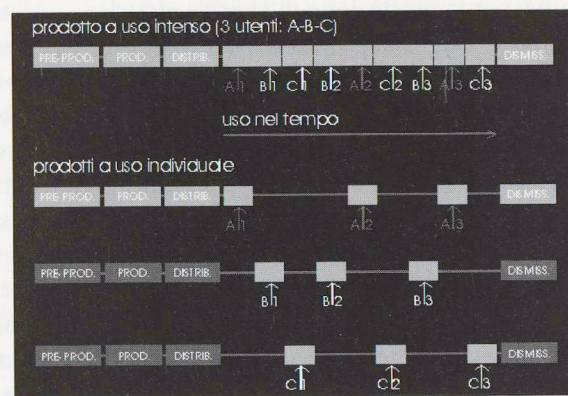 prodotto a uso intenso (3 utenti: A-B-C)
PRE-PROD. PROD. DISTRIB. DISMISS.
A1 B1 C1 B2 A2 C2 B3 A3 C3
uso nel tempo
prodotti a uso individuale
PRE-PROD. PROD. DISTRIB. DISMISS.
A1 A2 A3
PRE-PROD. PROD. DISTRIB. DISMISS.
B1 B2 B3
PRE-PROD. PROD. DISTRIB. DISMISS.
C1 C2 C3